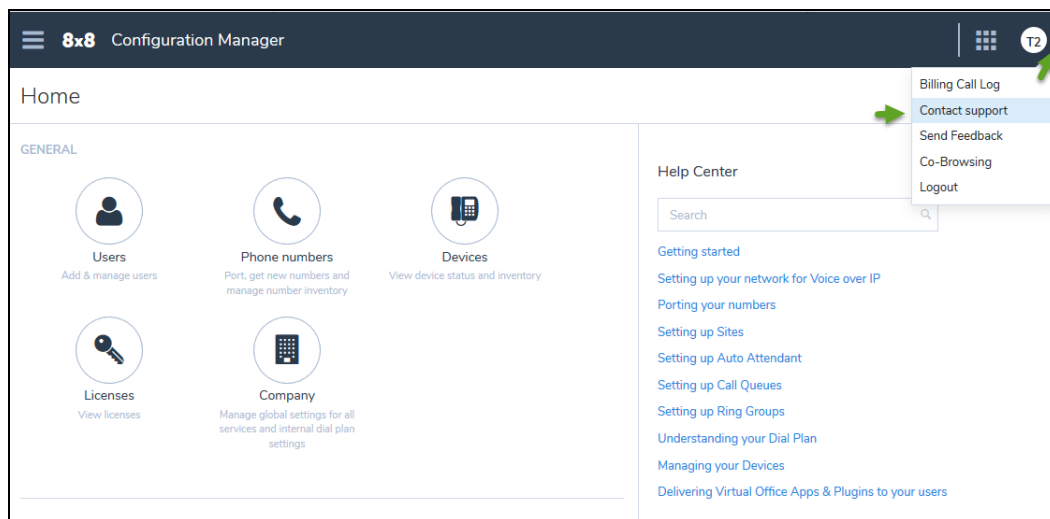 8x8 Configuration Manager
T2
Billing Call Log
Contact support
Send Feedback
Co-Browsing
Logout
Home
GENERAL
Users
Add & manage users
Phone numbers
Port, get new numbers and
manage number inventory
Devices
View device status and inventory
Licenses
View licenses
Company
Manage global settings for all
services and internal dial plan
settings
Help Center
Search
Getting started
Setting up your network for Voice over IP
Porting your numbers
Setting up Sites
Setting up Auto Attendant
Setting up Call Queues
Setting up Ring Groups
Understanding your Dial Plan
Managing your Devices
Delivering Virtual Office Apps & Plugins to your users